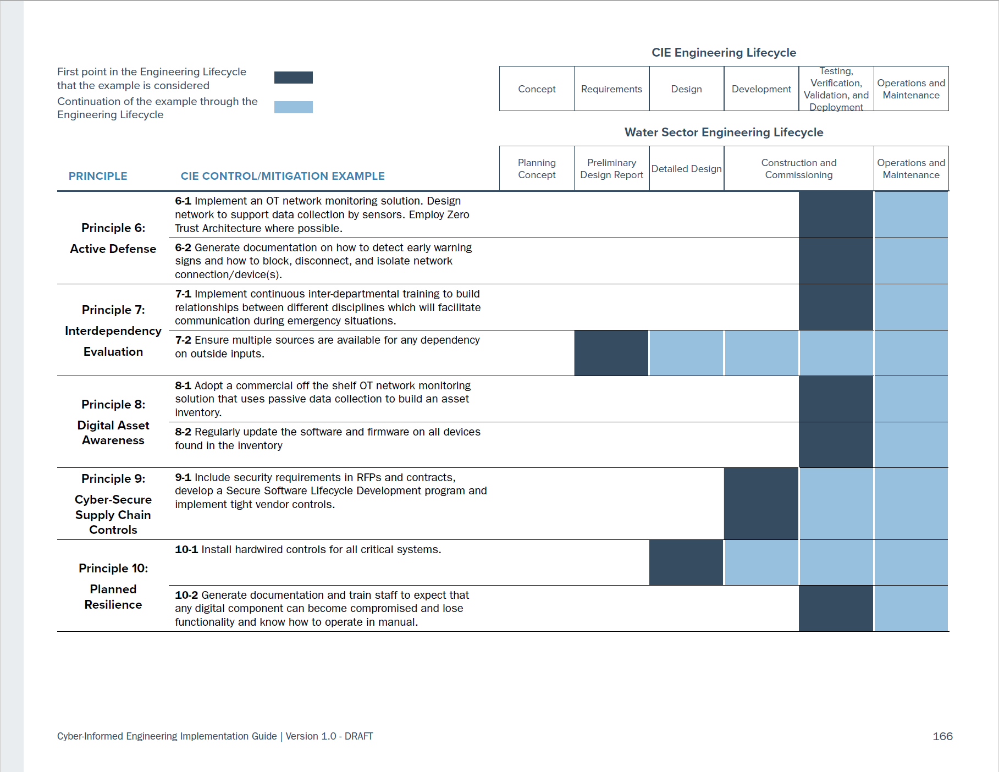 First point in the Engineering Lifecycle
that the example is considered
Continuation of the example through the
Engineering Lifecycle
CIE Engineering Lifecycle
Concept
Requirements
Design
Development
Testing,
Verification,
Validation, and
Deployment
Operations and
Maintenance
Water Sector Engineering Lifecycle
PRINCIPLE
CIE CONTROL/MITIGATION EXAMPLE
Planning
Concept
Preliminary
Design Report
Detailed Design
Construction and
Commissioning
Operations and
Maintenance
Principle 6:
Active Defense
6-1 Implement an OT network monitoring solution. Design
network to support data collection by sensors. Employ Zero
Trust Architecture where possible.
6-2 Generate documentation on how to detect early warning
signs and how to block, disconnect, and isolate network
connection/device(s).
Principle 7:
Interdependency
Evaluation
7-1 Implement continuous inter-departmental training to build
relationships between different disciplines which will facilitate
communication during emergency situations.
7-2 Ensure multiple sources are available for any dependency
on outside inputs.
Principle 8:
Digital Asset
Awareness
8-1 Adopt a commercial off the shelf OT network monitoring
solution that uses passive data collection to build an asset
inventory.
8-2 Regularly update the software and firmware on all devices
found in the inventory
Principle 9:
Cyber-Secure
Supply Chain
Controls
9-1 Include security requirements in RFPs and contracts,
develop a Secure Software Lifecycle Development program and
implement tight vendor controls.
Principle 10:
Planned
Resilience
10-1 Install hardwired controls for all critical systems.
10-2 Generate documentation and train staff to expect that
any digital component can become compromised and lose
functionality and know how to operate in manual.
Cyber-Informed Engineering Implementation Guide | Version 1.0 - DRAFT
166